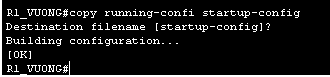 R1_VUONG#copy running-confi startup-config
Destination filename [startup-config]?
Building configuration...
[OK]
R1_VUONG#